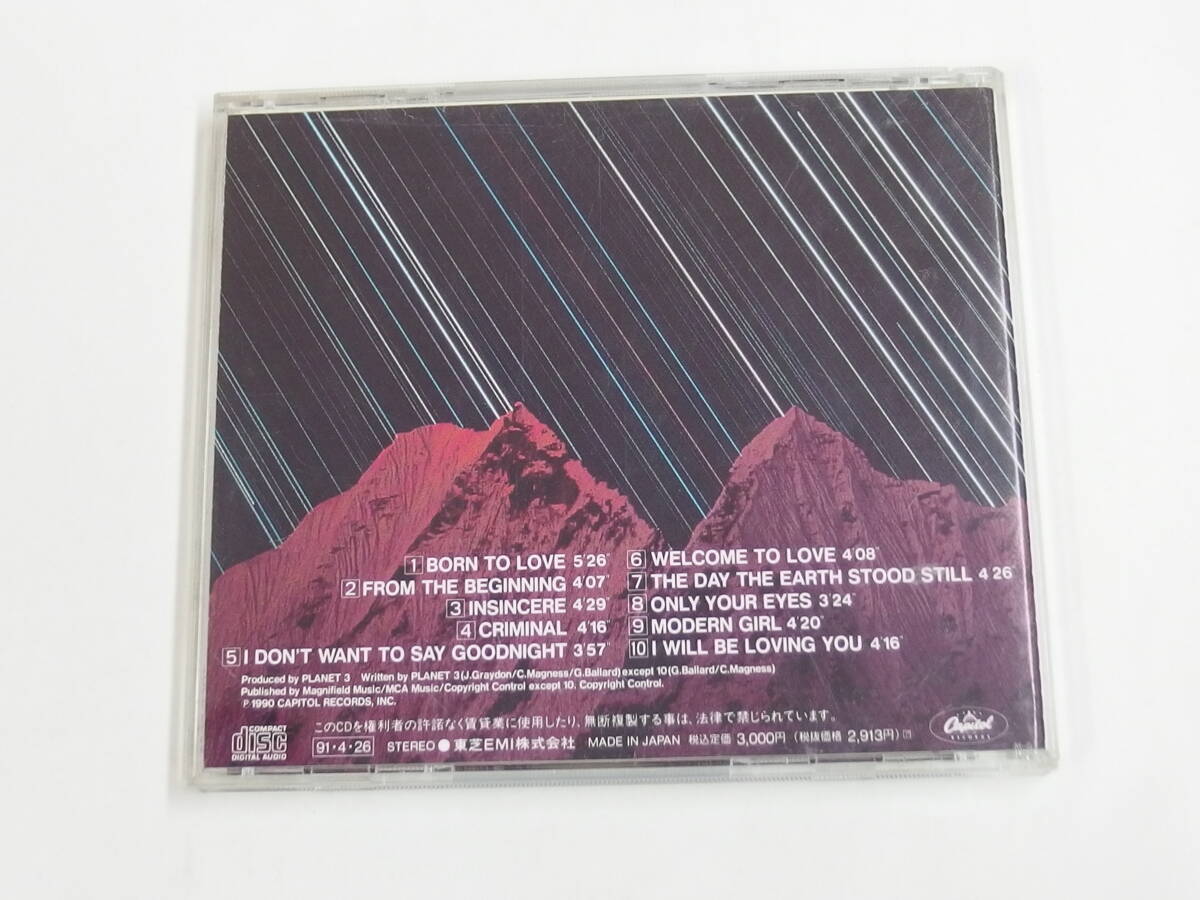 1 BORN TO LOVE 5'26"
2 FROM THE BEGINNING 4'07"
3 INSINCERE 4'29"
4 CRIMINAL 4'16"
5 I DON'T WANT TO SAY GOODNIGHT 3'57"
6 WELCOME TO LOVE 4'08"
7 THE DAY THE EARTH STOOD STILL 4'26"
8 ONLY YOUR EYES 3'24"
9 MODERN GIRL 4'20"
10 I WILL BE LOVING YOU 4'16"
Produced by PLANET 3 Written by PLANET 3 (J.Graydon/C.Magness/G.Ballard) except 10 (G.Ballard/C.Magness)
Published by Magnifield Music/MCA Music/Copyright Control except 10. Copyright Control.
℗ 1990 CAPITOL RECORDS, INC.
このCDを権利者の許諾なく賃貸業に使用したり、無断複製する事は、法律で禁じられています。
COMPACT
disc
DIGITAL AUDIO
91・4・26 STEREO ● 東芝EMI株式会社 MADE IN JAPAN 税込定価 3,000円 (税抜価格 2,913円)
Capitol
RECORDS